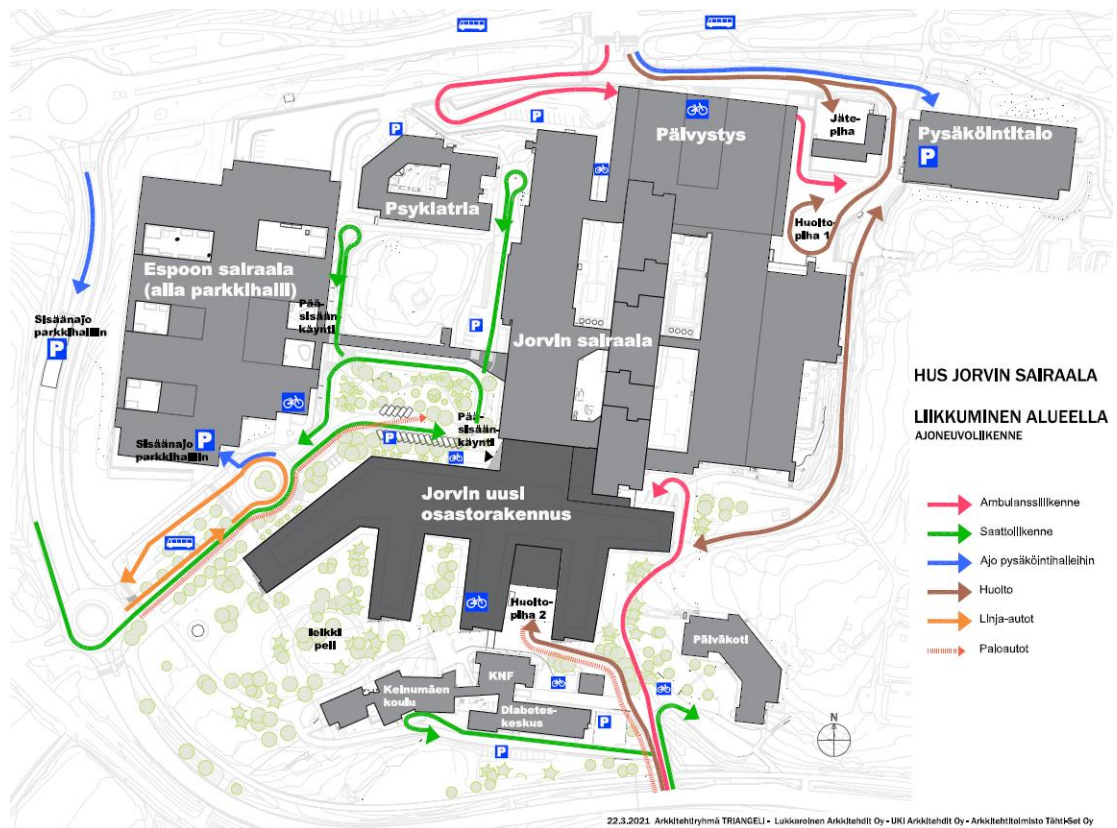 P
Päivystys
Jäte-
piha
Pysäköintitalo
P
P
Psykiatria
Huolto-
piha 1
Espoon sairaala
(alla parkkihalli)
Pää-
sisään-
käynti
Sisäänajo
parkkihalliin
P
P
Jorvin sairaala
HUS JORVIN SAIRAALA
LIIKKUMINEN ALUEELLA
AJONEUVOLIIKENNE
Pää-
sisään-
käynti
P
Sisäänajo
parkkihalliin
P
Jorvin uusi
osastorakennus
Ambulanssiliikenne
Saattoliikenne
Ajo pysäköintihalleihin
Huolto
Linja-autot
Paloautot
Huolto-
piha 2
leikki
peli
Päiväkoti
KNF
Keinumäen
koulu
Diabetes-
keskus
P
P
N
22.3.2021 Arkkitehtiryhmä TRIANGELI - Lukkaroinen Arkkitehdit Oy - UKI Arkkitehdit Oy - Arkkitehtitoimisto Tähti-Set Oy